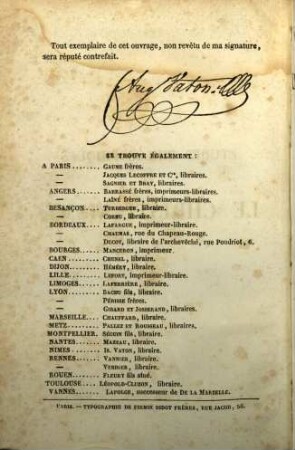 Tout exemplaire de cet ouvrage, non revêtu de ma signature,
sera réputé contrefait.
Aug Vaton
SE TROUVE ÉGALEMENT :
A PARIS........ GAUME frères.
— JACQUES LECOFFRE et Cie, libraires.
— SAGNIER et BRAY, libraires.
ANGERS........ BARRASSÉ frères, imprimeurs-libraires.
— LAINÉ frères, imprimeurs-libraires.
BESANÇON.... TURBERGUE, libraire.
— CORNU, libraire.
BORDEAUX.... LAFARGUE, imprimeur-libraire.
— CHAUMAS, rue du Chapeau-Rouge.
— DUCOT, libraire de l'archevêché, rue Poudriot, 6.
BOURGES...... MANCERON, imprimeur.
CAEN.......... CHENEL, libraire.
DIJON.......... HÉMERY, libraire.
LILLE.......... LEFORT, imprimeur-libraire.
LIMOGES...... LAFERRIÈRE, libraire.
LYON.......... BAUCHU fils, libraire.
— PÉRISSE frères.
— GIRARD et JOSSERAND, libraires.
MARSEILLE.... CHAUFFARD, libraire.
METZ.......... PALLEZ et ROUSSEAU, libraires.
MONTPELLIER. SÉGUIN fils, libraire.
NANTES........ MAZEAU, libraire.
NIMES.......... VATON, libraire.
RENNES........ VANNIER, libraire.
— VERDIER, libraire.
ROUEN........ FLEURY fils aîné.
TOULOUSE.... LÉOPOLD-CLUZON, libraire.
VANNES........ LAFOLYE, successeur de DE LA MARZELLE.
PARIS. — TYPOGRAPHIE DE FIRMIN DIDOT FRÈRES, RUE JACOB, 56.